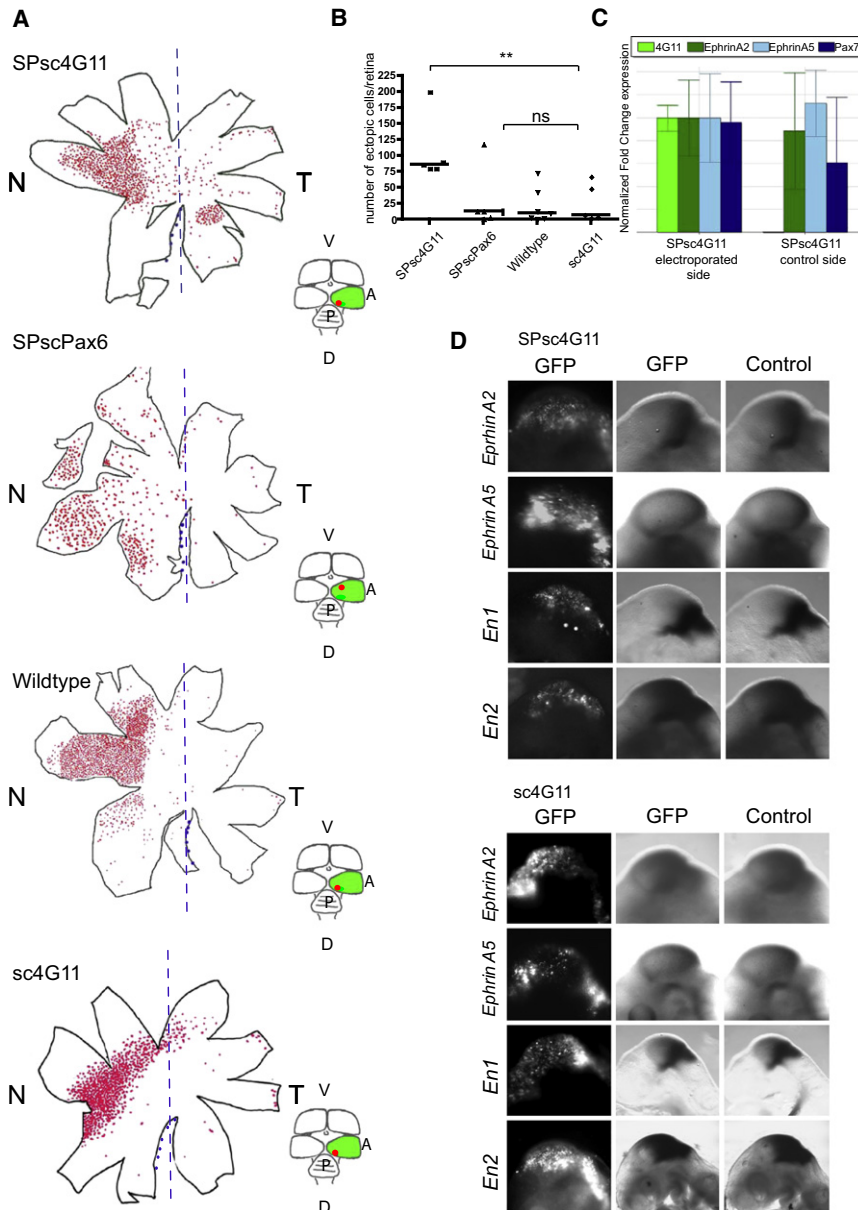 A
SPsc4G11
N
T
V
A
P
D
SPscPax6
N
T
V
A
P
D
Wildtype
N
T
V
A
P
D
sc4G11
N
T
V
A
P
D
B
number of ectopic cells/retina
225
200
175
150
125
100
75
50
25
0
**
ns
SPsc4G11
SPscPax6
Wildtype
sc4G11
C
4G11 EphrinA2 EphrinA5 Pax7
Normalized Fold Change expression
SPsc4G11
electroporated
side
SPsc4G11
control side
D
SPsc4G11
GFP GFP Control
Eprhin A2
Ephrin A5
En1
En2
sc4G11
GFP GFP Control
Ephrin A2
Ephrin A5
En1
En2